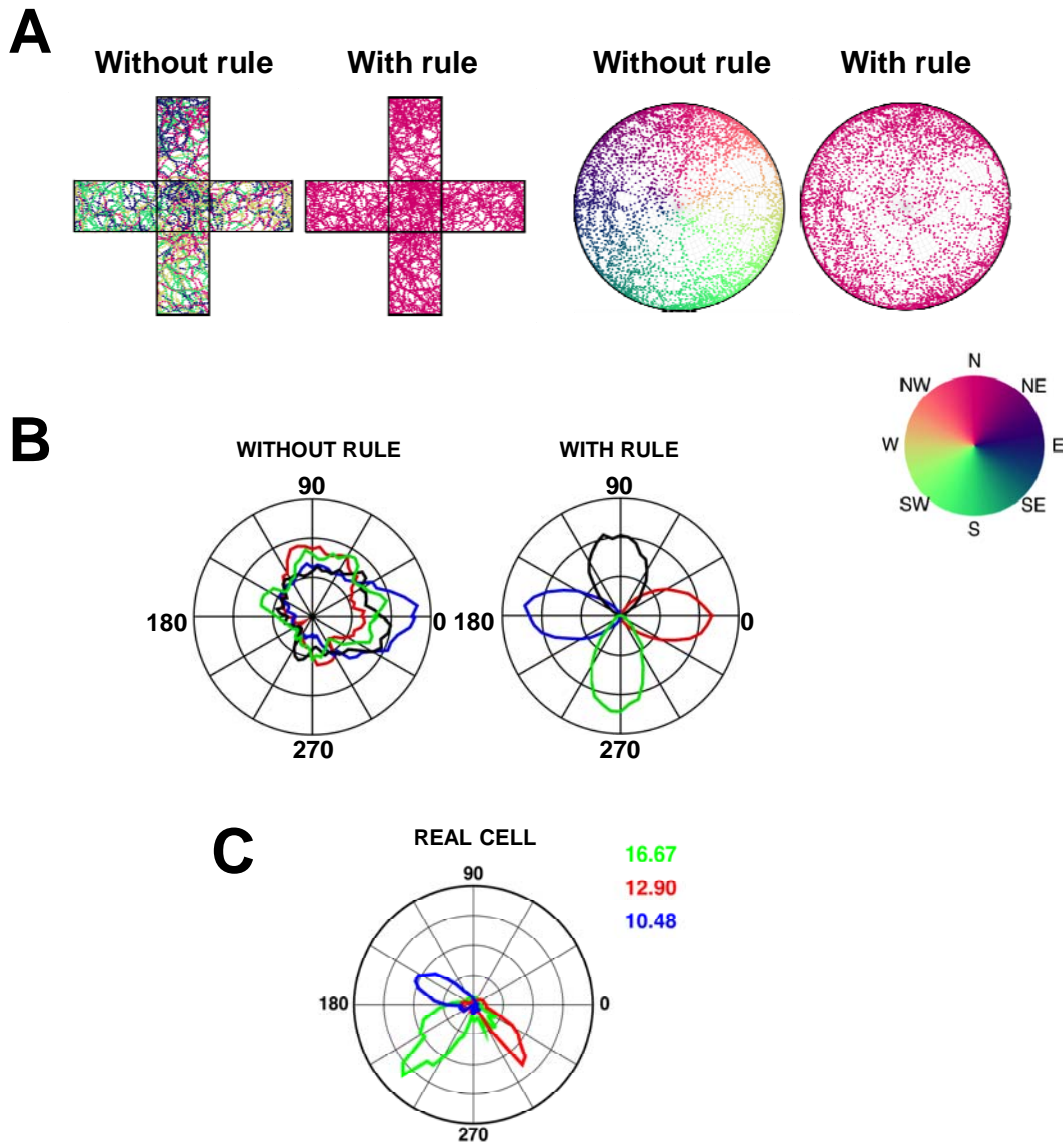 A
Without rule With rule Without rule With rule
N
NW NE
W E
SW SE
S
B
WITHOUT RULE WITH RULE
90 90
180 0 180 0
270 270
C
REAL CELL
16.67
12.90
10.48
90
180 0
270